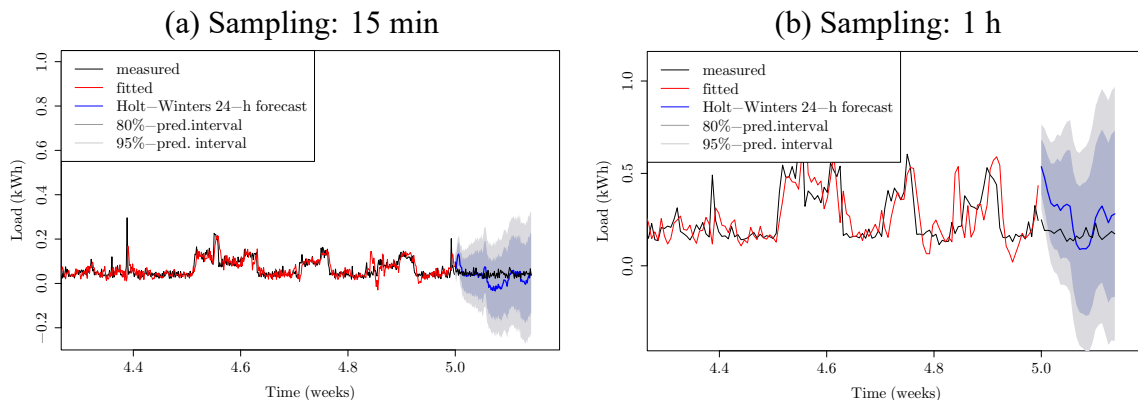 (a) Sampling: 15 min
measured
fitted
Holt−Winters 24−h forecast
80%−pred.interval
95%−pred. interval
Load (kWh)
1.0
0.8
0.6
0.4
0.2
0.0
−0.2
4.4
4.6
4.8
5.0
Time (weeks)
(b) Sampling: 1 h
measured
fitted
Holt−Winters 24−h forecast
80%−pred.interval
95%−pred. interval
Load (kWh)
1.0
0.5
0.0
4.4
4.6
4.8
5.0
Time (weeks)